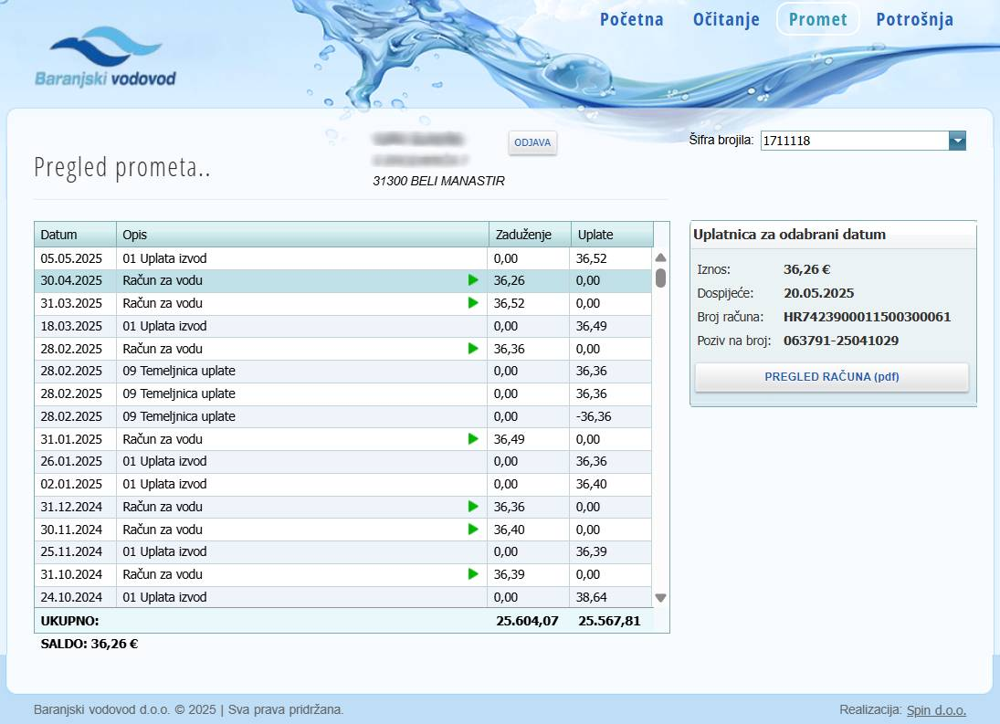 Početna Očitanje Promet Potrošnja
Baranjski vodovod
Pregled prometa..
ODJAVA
31300 BELI MANASTIR
Šifra brojila: 1711118
Datum Opis Zaduženje Uplate
05.05.2025 01 Uplata izvod 0,00 36,52
30.04.2025 Račun za vodu 36,26 0,00
31.03.2025 Račun za vodu 36,52 0,00
18.03.2025 01 Uplata izvod 0,00 36,49
28.02.2025 Račun za vodu 36,36 0,00
28.02.2025 09 Temeljnica uplate 0,00 36,36
28.02.2025 09 Temeljnica uplate 0,00 36,36
28.02.2025 09 Temeljnica uplate 0,00 -36,36
31.01.2025 Račun za vodu 36,49 0,00
26.01.2025 01 Uplata izvod 0,00 36,36
02.01.2025 01 Uplata izvod 0,00 36,40
31.12.2024 Račun za vodu 36,36 0,00
30.11.2024 Račun za vodu 36,40 0,00
25.11.2024 01 Uplata izvod 0,00 36,39
31.10.2024 Račun za vodu 36,39 0,00
24.10.2024 01 Uplata izvod 0,00 38,64
UKUPNO: 25.604,07 25.567,81
SALDO: 36,26 €
Uplatnica za odabrani datum
Iznos: 36,26 €
Dospijeće: 20.05.2025
Broj računa: HR7423900011500300061
Poziv na broj: 063791-25041029
PREGLED RAČUNA (pdf)
Baranjski vodovod d.o.o. © 2025 | Sva prava pridržana.
Realizacija: Spin d.o.o.